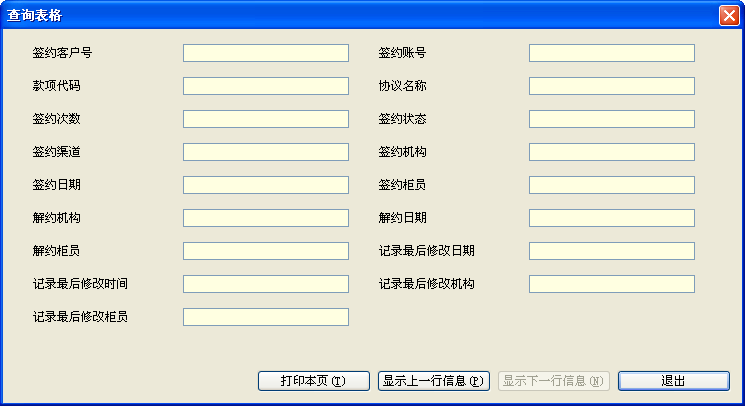 查询表格
签约客户号 签约账号
款项代码 协议名称
签约次数 签约状态
签约渠道 签约机构
签约日期 签约柜员
解约机构 解约日期
解约柜员 记录最后修改日期
记录最后修改时间 记录最后修改机构
记录最后修改柜员
打印本页(T) 显示上一行信息(P) 显示下一行信息(N) 退出